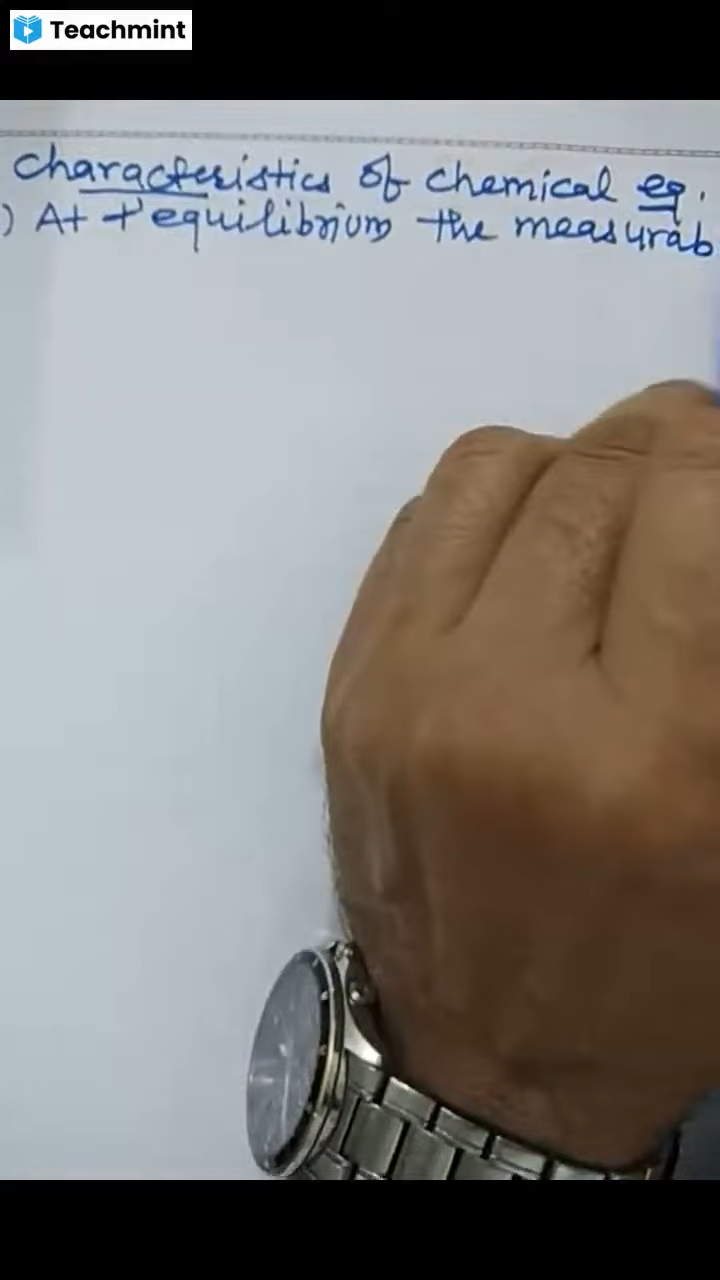 Teachmint
Characteristics of chemical eq.
) At t' equilibrium the measurab